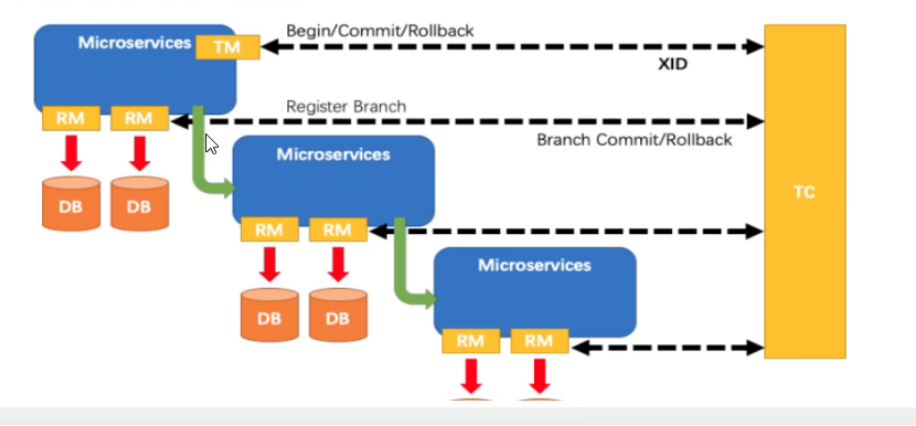 Begin/Commit/Rollback
Microservices
TM
XID
Register Branch
RM
RM
Branch Commit/Rollback
Microservices
TC
DB
DB
RM
RM
Microservices
DB
DB
RM
RM